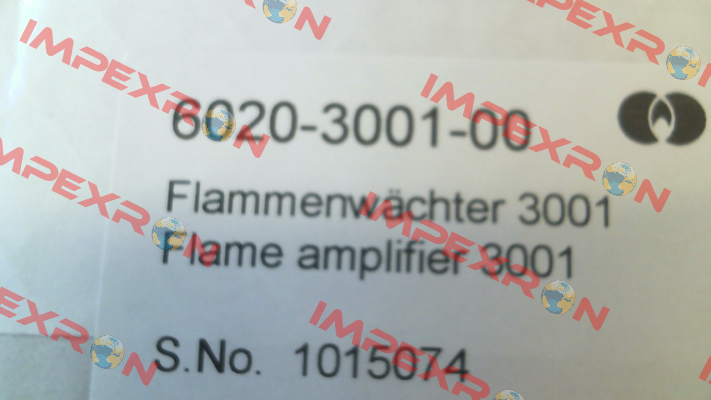 6020-3001-00
Flammenwächter 3001
Flame amplifier 3001
S.No. 1015074
IMPEXRON
IMPEXRON
IMPEXRON
IMPEXRON
IMPEXRON
IMPEXRON